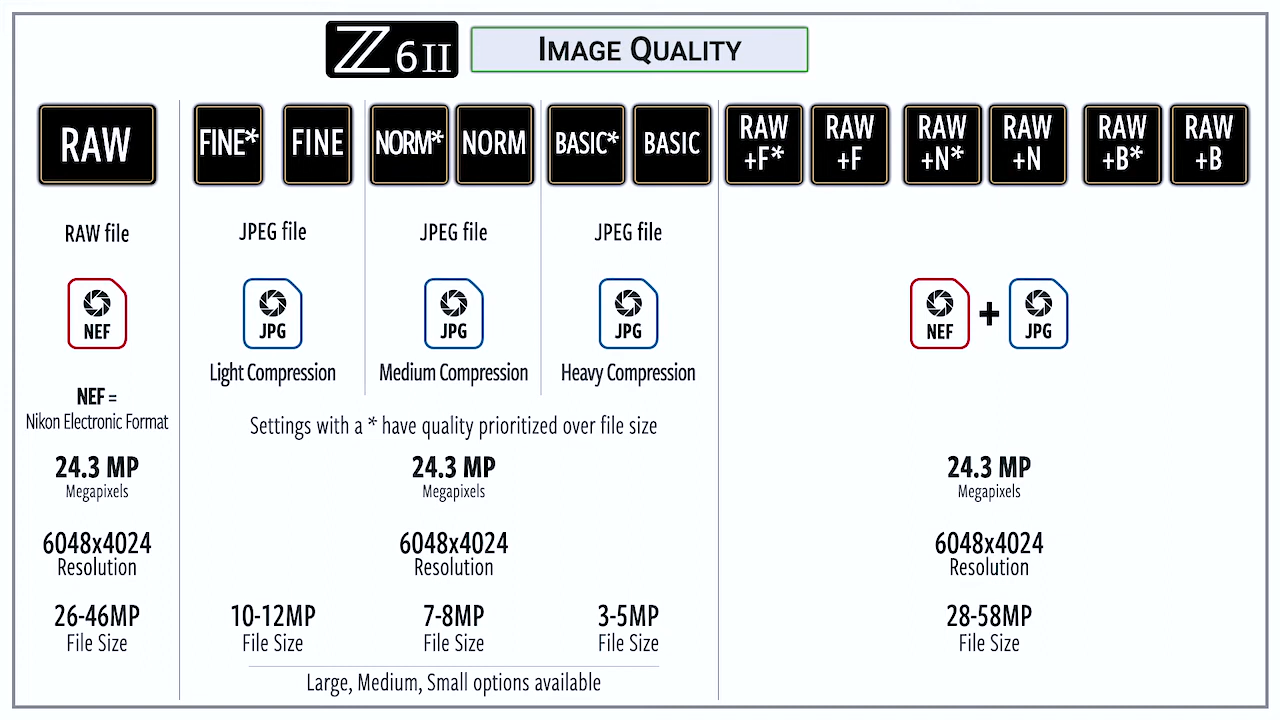 Z 6II
IMAGE QUALITY
RAW
FINE*
FINE
NORM*
NORM
BASIC*
BASIC
RAW
+F*
RAW
+F
RAW
+N*
RAW
+N
RAW
+B*
RAW
+B
RAW file
JPEG file
JPEG file
JPEG file
NEF
JPG
JPG
JPG
NEF
+
JPG
Light Compression
Medium Compression
Heavy Compression
NEF =
Nikon Electronic Format
Settings with a * have quality prioritized over file size
24.3 MP
Megapixels
24.3 MP
Megapixels
24.3 MP
Megapixels
6048x4024
Resolution
6048x4024
Resolution
6048x4024
Resolution
26-46MP
File Size
10-12MP
File Size
7-8MP
File Size
3-5MP
File Size
28-58MP
File Size
Large, Medium, Small options available